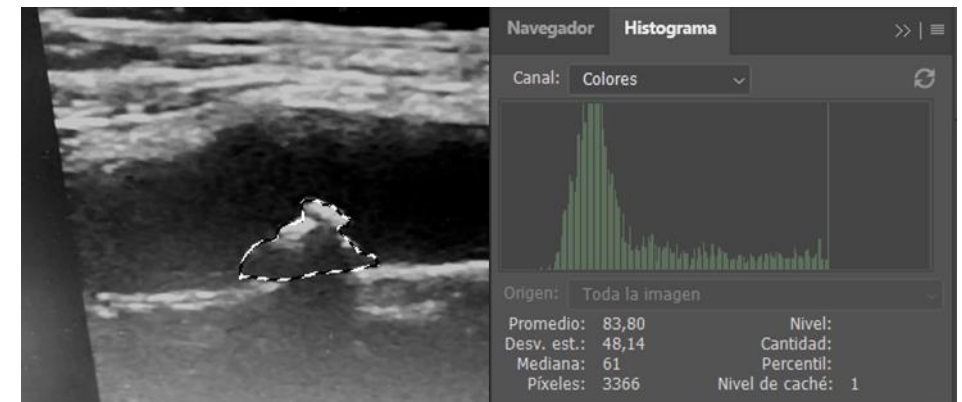 Navegador Histograma
Canal: Colores
Origen: Toda la imagen
Promedio: 83,80 Nivel:
Desv. est.: 48,14 Cantidad:
Mediana: 61 Percentil:
Píxeles: 3366 Nivel de caché: 1